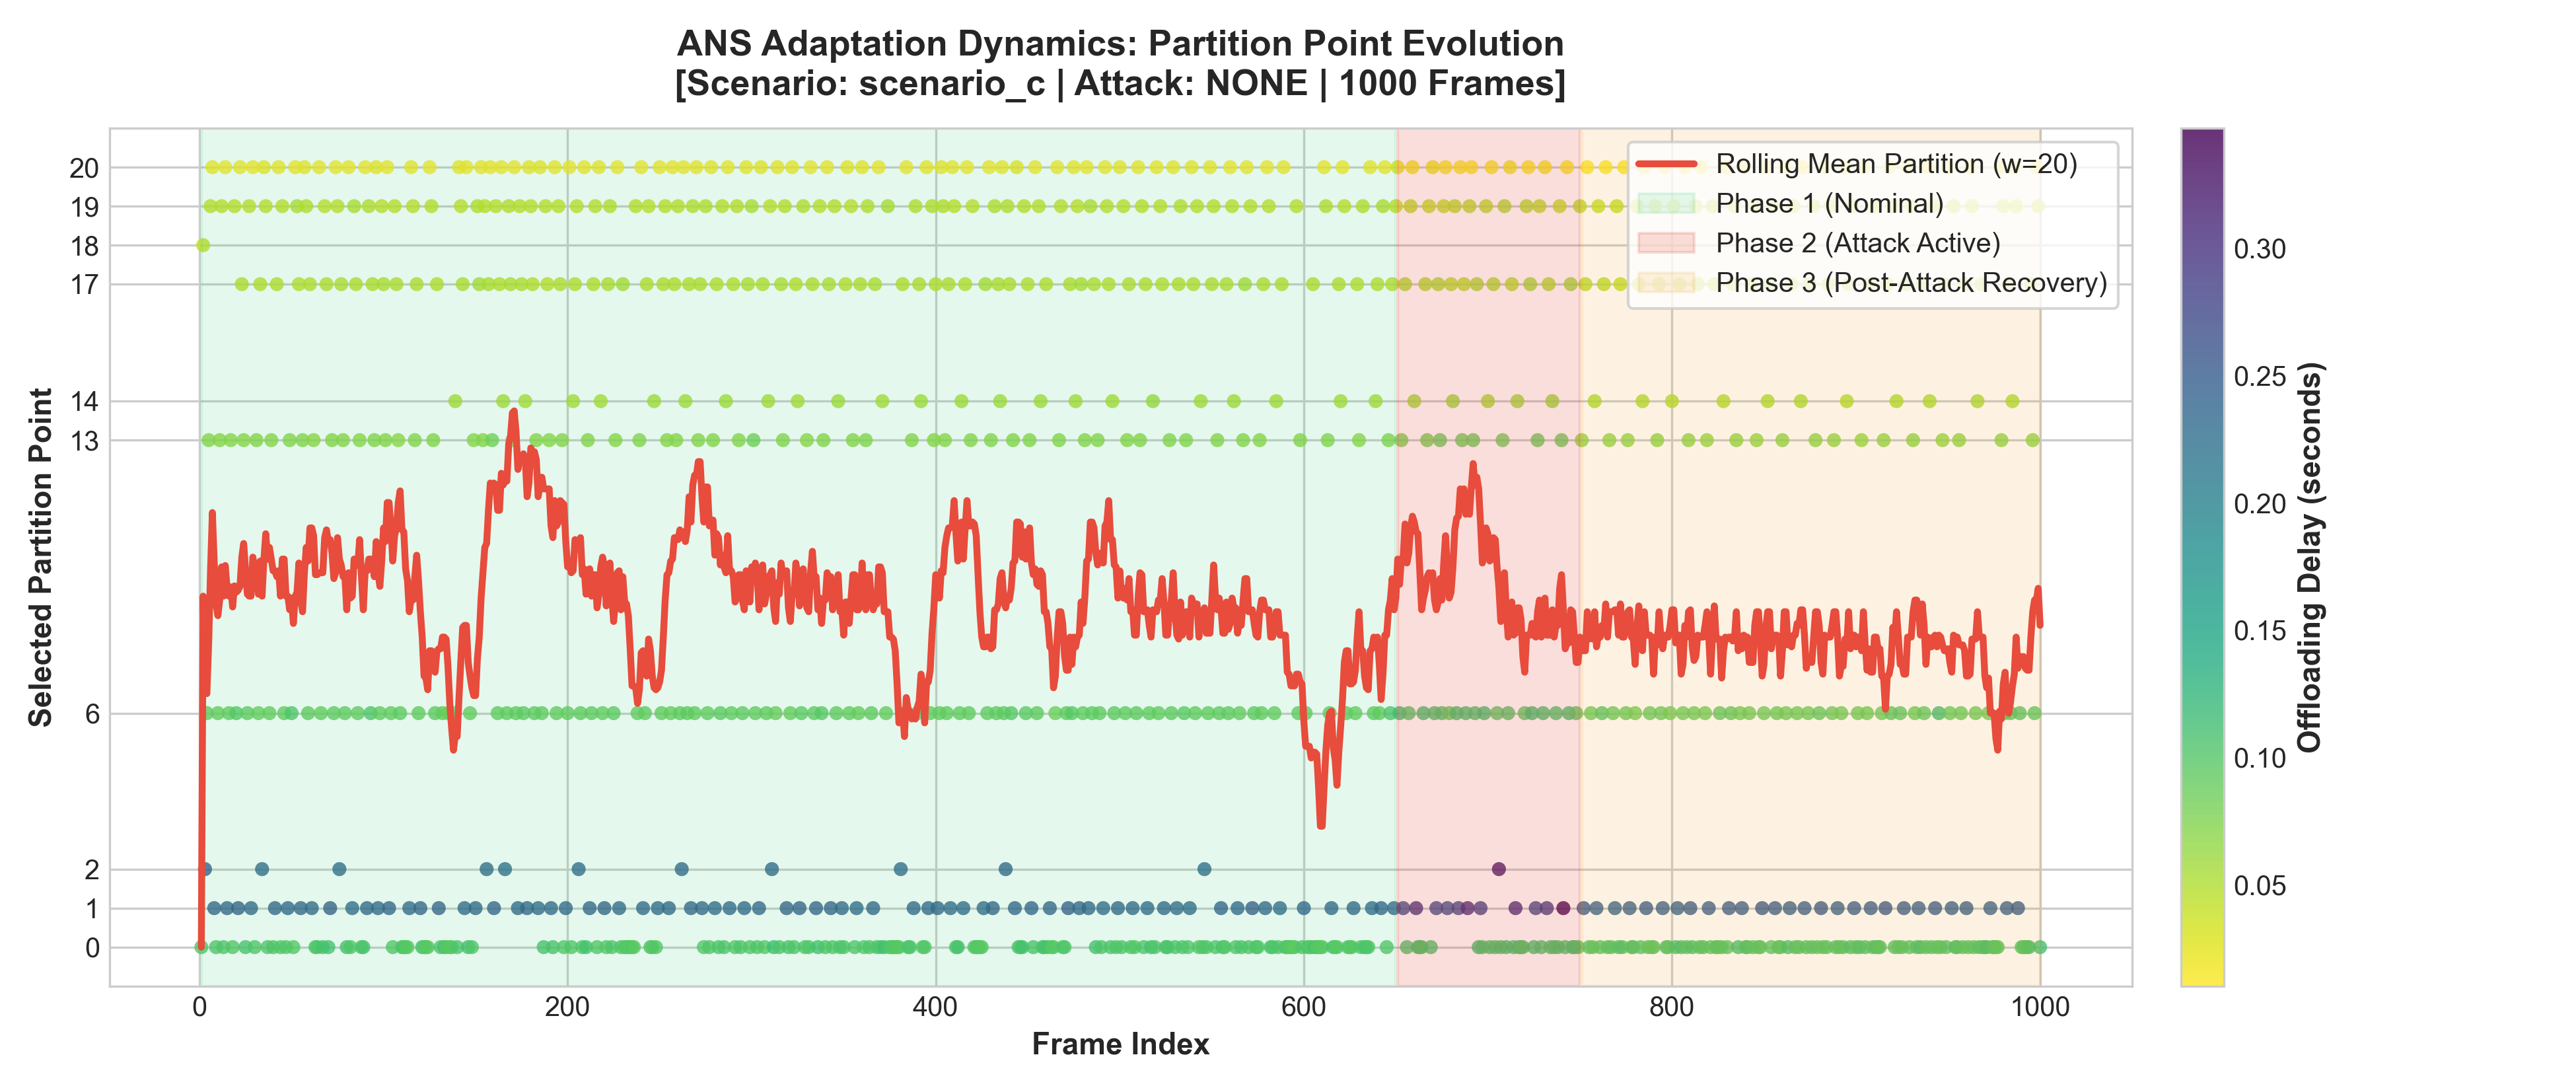 ANS Adaptation Dynamics: Partition Point Evolution
[Scenario: scenario_c | Attack: NONE | 1000 Frames]
Selected Partition Point
20
19
18
17
14
13
6
2
1
0
Rolling Mean Partition (w=20)
Phase 1 (Nominal)
Phase 2 (Attack Active)
Phase 3 (Post-Attack Recovery)
0
200
400
600
800
1000
Frame Index
0.30
0.25
0.20
0.15
0.10
0.05
Offloading Delay (seconds)